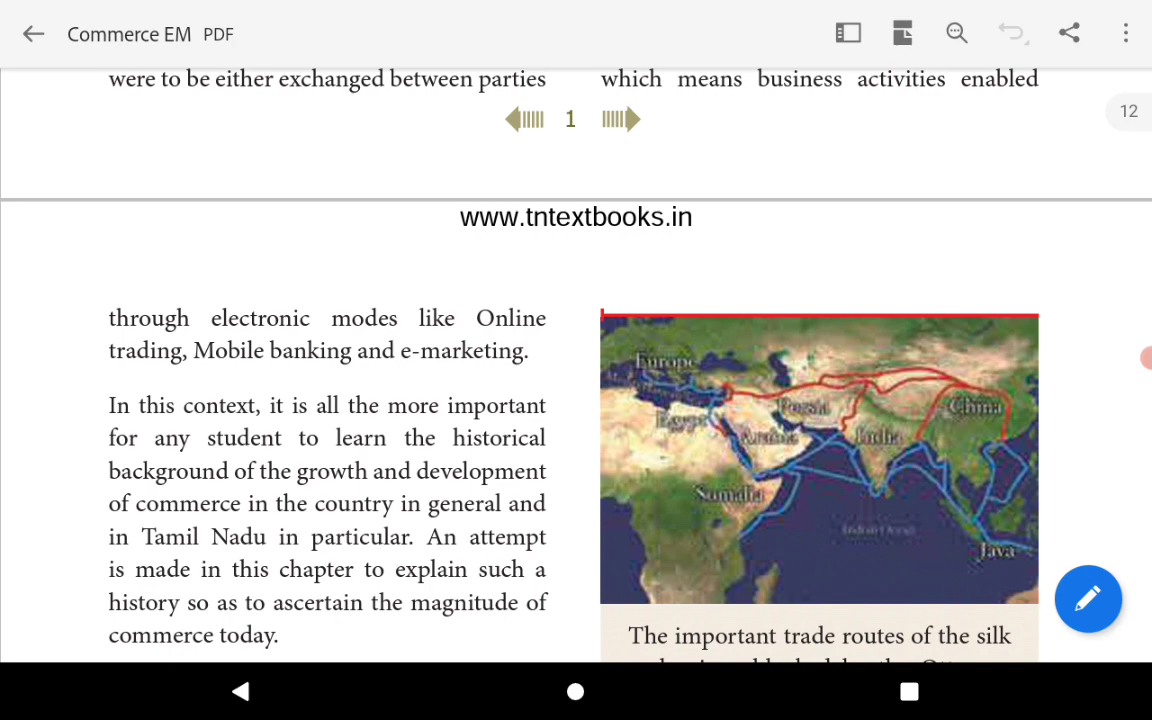 Commerce EM PDF
were to be either exchanged between parties
which means business activities enabled
1
12
www.tntextbooks.in
through electronic modes like Online
trading, Mobile banking and e-marketing.
In this context, it is all the more important
for any student to learn the historical
background of the growth and development
of commerce in the country in general and
in Tamil Nadu in particular. An attempt
is made in this chapter to explain such a
history so as to ascertain the magnitude of
commerce today.
Europe
China
Persia
Egypt
Arabia
India
Somalia
Indian Ocean
Java
The important trade routes of the silk